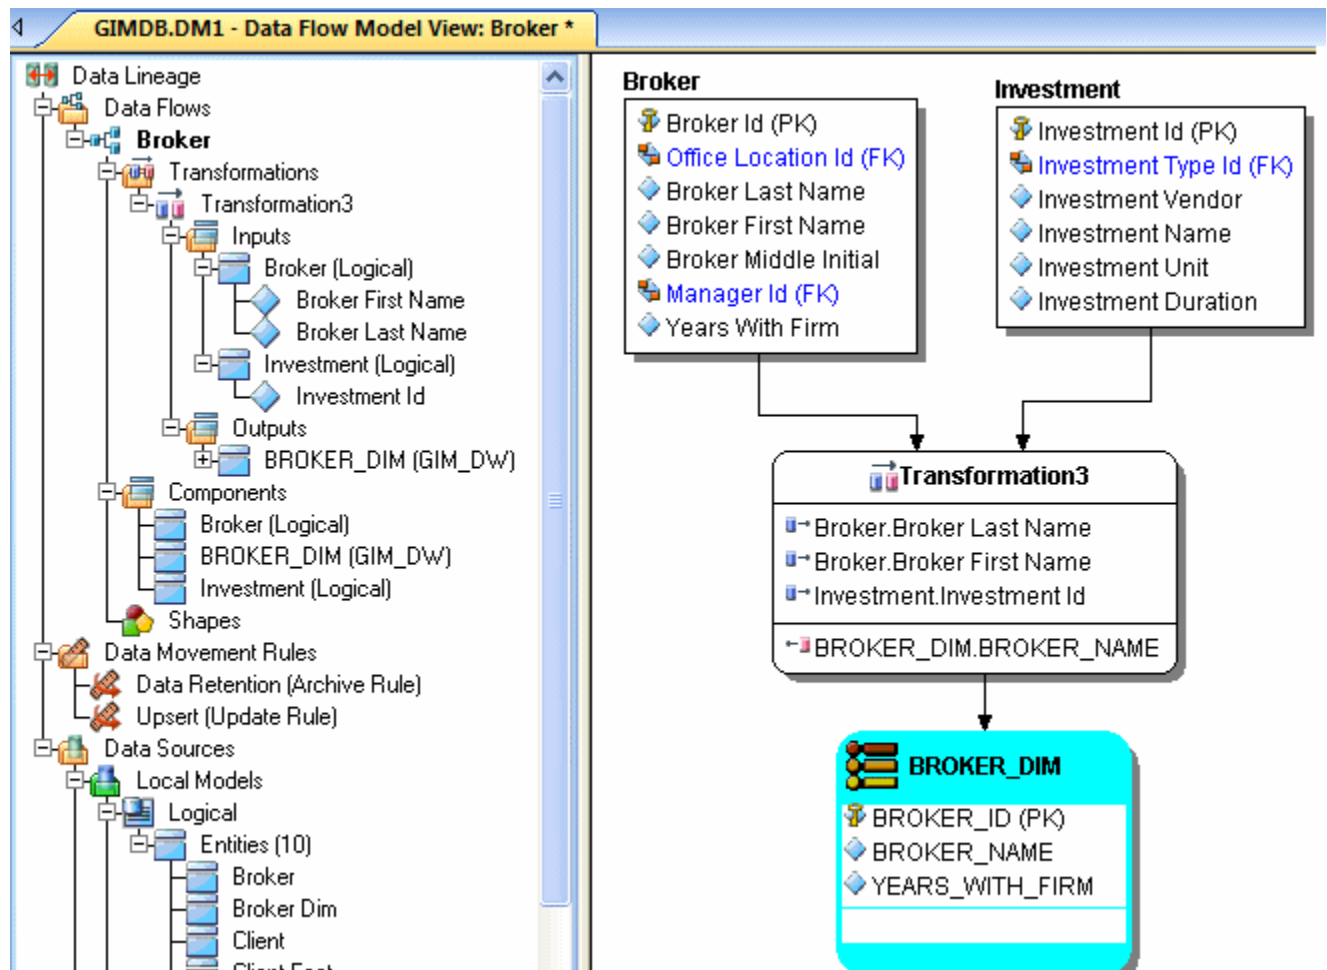 GIMDB.DM1 - Data Flow Model View: Broker *
Data Lineage
Data Flows
Broker
Transformations
Transformation3
Inputs
Broker (Logical)
Broker First Name
Broker Last Name
Investment (Logical)
Investment Id
Outputs
BROKER_DIM (GIM_DW)
Components
Broker (Logical)
BROKER_DIM (GIM_DW)
Investment (Logical)
Shapes
Data Movement Rules
Data Retention (Archive Rule)
Upsert (Update Rule)
Data Sources
Local Models
Logical
Entities (10)
Broker
Broker Dim
Client
Client Fact
Broker
Broker Id (PK)
Office Location Id (FK)
Broker Last Name
Broker First Name
Broker Middle Initial
Manager Id (FK)
Years With Firm
Investment
Investment Id (PK)
Investment Type Id (FK)
Investment Vendor
Investment Name
Investment Unit
Investment Duration
Transformation3
Broker.Broker Last Name
Broker.Broker First Name
Investment.Investment Id
BROKER_DIM.BROKER_NAME
BROKER_DIM
BROKER_ID (PK)
BROKER_NAME
YEARS_WITH_FIRM